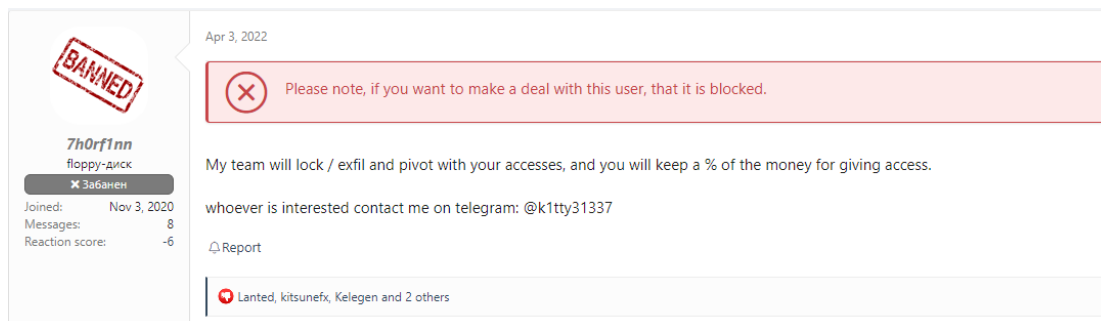 BANNED
7h0rf1nn
floppy-диск
✖ Забанен
Joined: Nov 3, 2020
Messages: 8
Reaction score: -6
Apr 3, 2022
Please note, if you want to make a deal with this user, that it is blocked.
My team will lock / exfil and pivot with your accesses, and you will keep a % of the money for giving access.
whoever is interested contact me on telegram: @k1tty31337
Report
Lanted, kitsunefx, Kelegen and 2 others